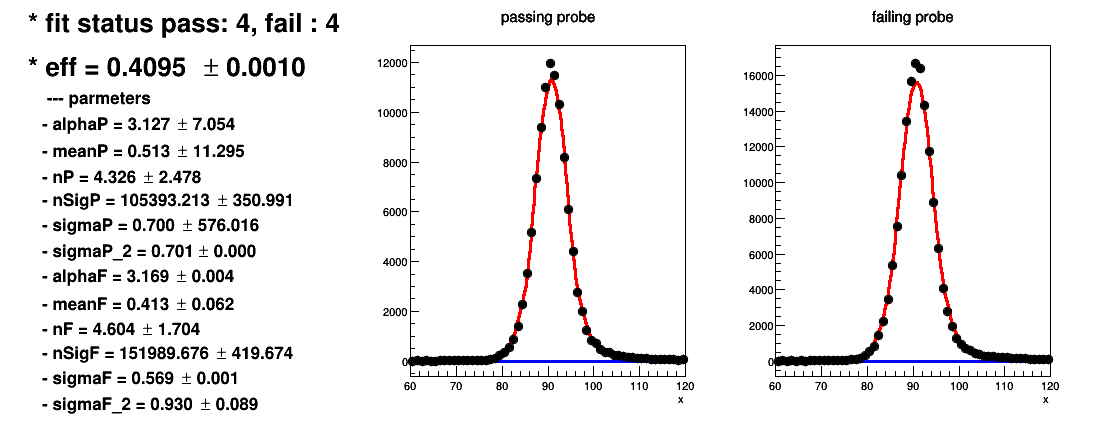 * fit status pass: 4, fail : 4
* eff = 0.4095 ± 0.0010
--- parmeters
- alphaP = 3.127 ± 7.054
- meanP = 0.513 ± 11.295
- nP = 4.326 ± 2.478
- nSigP = 105393.213 ± 350.991
- sigmaP = 0.700 ± 576.016
- sigmaP_2 = 0.701 ± 0.000
- alphaF = 3.169 ± 0.004
- meanF = 0.413 ± 0.062
- nF = 4.604 ± 1.704
- nSigF = 151989.676 ± 419.674
- sigmaF = 0.569 ± 0.001
- sigmaF_2 = 0.930 ± 0.089
passing probe
12000
10000
8000
6000
4000
2000
0
60 70 80 90 100 110 120
x
failing probe
16000
14000
12000
10000
8000
6000
4000
2000
0
60 70 80 90 100 110 120
x